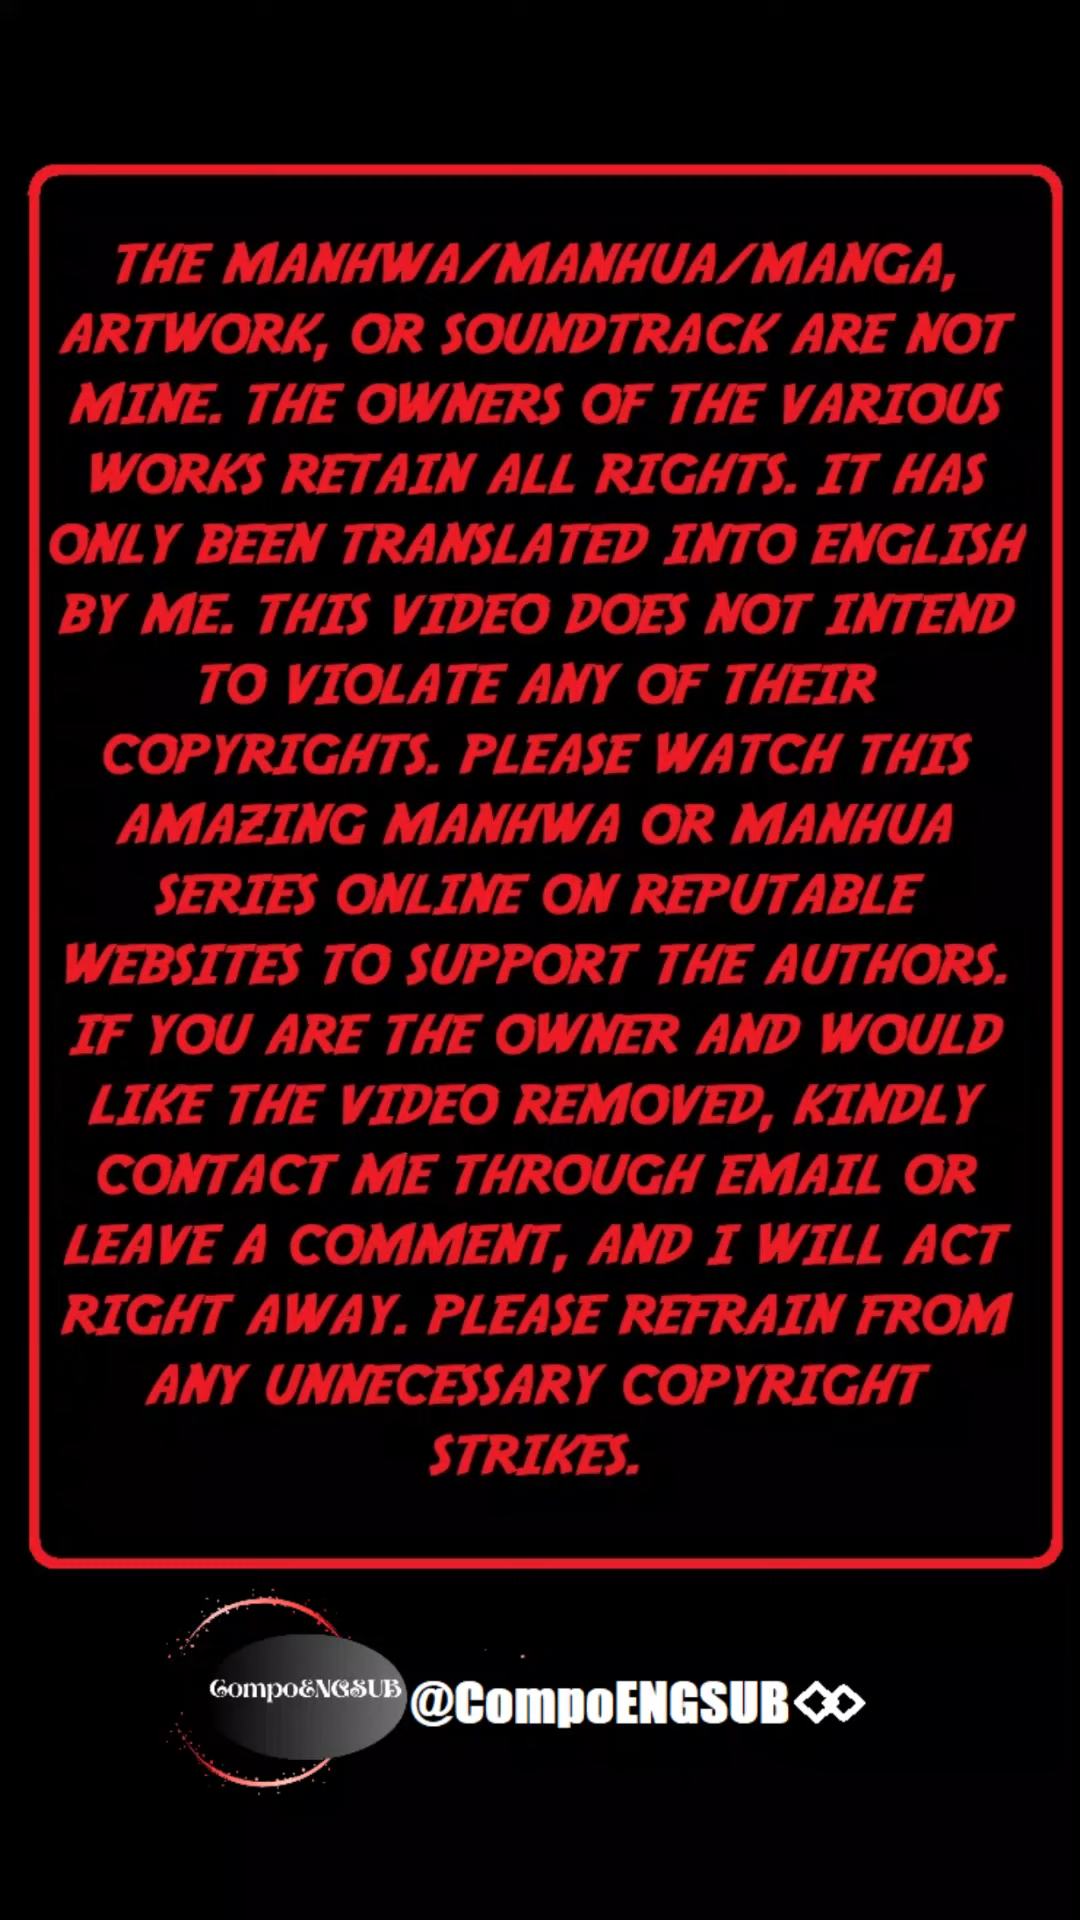 THE MANHWA/MANHUA/MANGA,
ARTWORK, OR SOUNDTRACK ARE NOT
MINE. THE OWNERS OF THE VARIOUS
WORKS RETAIN ALL RIGHTS. IT HAS
ONLY BEEN TRANSLATED INTO ENGLISH
BY ME. THIS VIDEO DOES NOT INTEND
TO VIOLATE ANY OF THEIR
COPYRIGHTS. PLEASE WATCH THIS
AMAZING MANHWA OR MANHUA
SERIES ONLINE ON REPUTABLE
WEBSITES TO SUPPORT THE AUTHORS.
IF YOU ARE THE OWNER AND WOULD
LIKE THE VIDEO REMOVED, KINDLY
CONTACT ME THROUGH EMAIL OR
LEAVE A COMMENT, AND I WILL ACT
RIGHT AWAY. PLEASE REFRAIN FROM
ANY UNNECESSARY COPYRIGHT
STRIKES.
CompoENGSUB
@CompoENGSUB